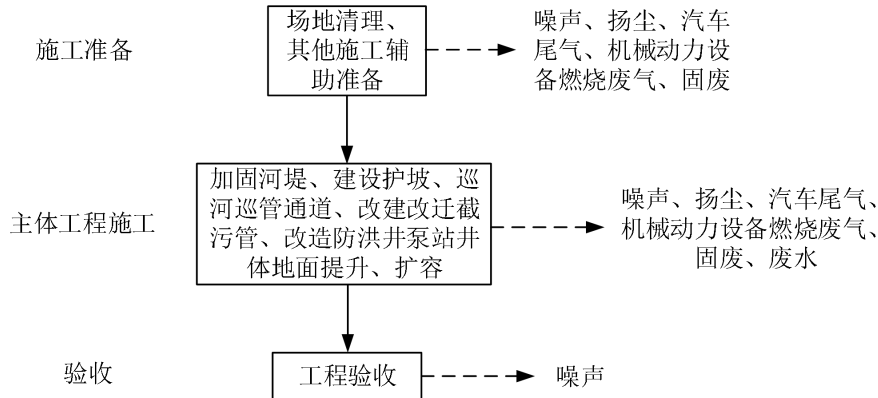 施工准备
场地清理、
其他施工辅
助准备
噪声、扬尘、汽车
尾气、机械动力设
备燃烧废气、固废
主体工程施工
加固河堤、建设护坡、巡
河巡管通道、改建改迁截
污管、改造防洪井泵站井
体地面提升、扩容
噪声、扬尘、汽车尾气、
机械动力设备燃烧废气、
固废、废水
验收
工程验收
噪声